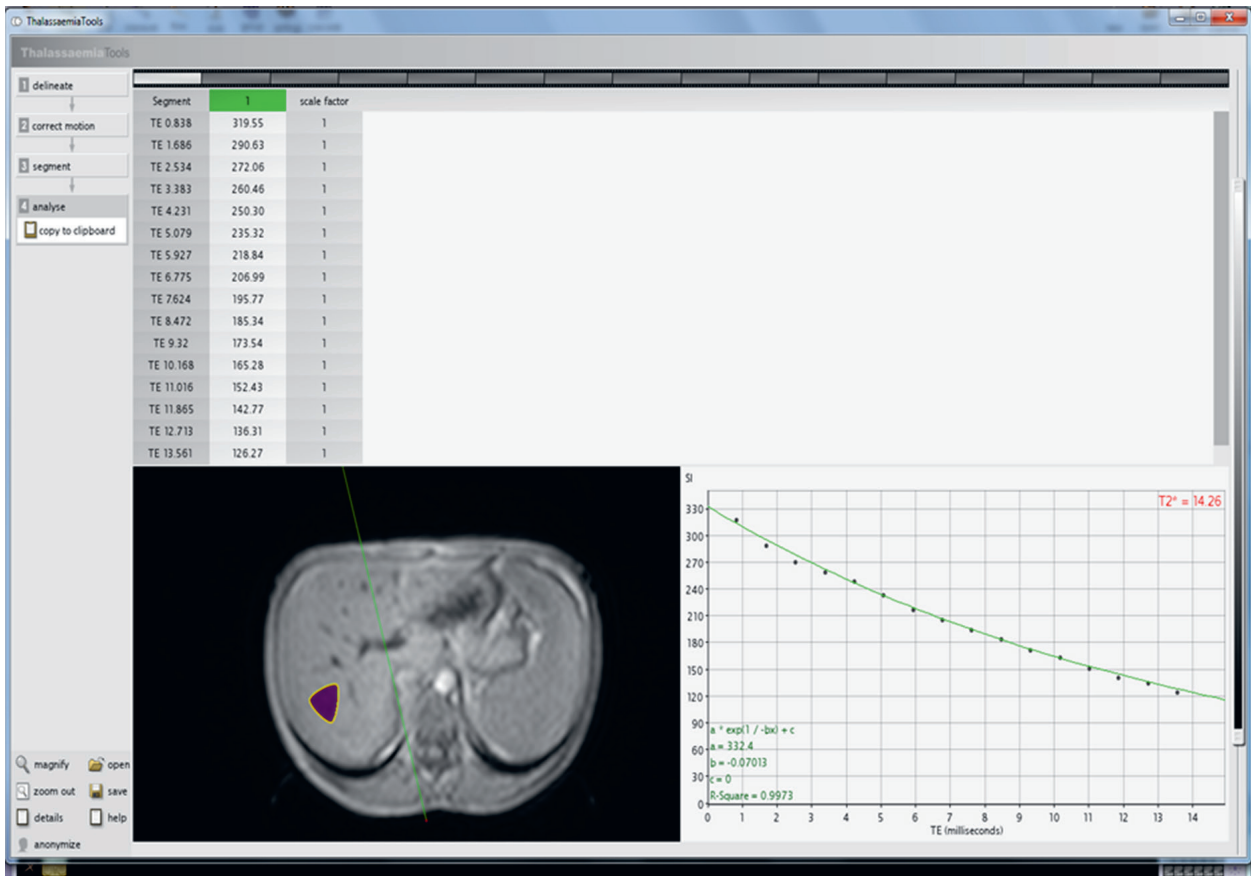 ThalassaemiaTools
ThalassaemiaTools
1 delineate
2 correct motion
3 segment
4 analyse
copy to clipboard
Segment 1 scale factor
TE 0.838 319.55 1
TE 1.686 290.63 1
TE 2.534 272.06 1
TE 3.383 260.46 1
TE 4.231 250.30 1
TE 5.079 235.32 1
TE 5.927 218.84 1
TE 6.775 206.99 1
TE 7.624 195.77 1
TE 8.472 185.34 1
TE 9.32 173.54 1
TE 10.168 165.28 1
TE 11.016 152.43 1
TE 11.865 142.77 1
TE 12.713 136.31 1
TE 13.561 126.27 1
SI
T2* = 14.26
330
300
270
240
210
180
150
120
90
60
30
0
a * exp(1 / -bx) + c
a = 332.4
b = -0.07013
c = 0
R-Square = 0.9973
0 1 2 3 4 5 6 7 8 9 10 11 12 13 14
TE (milliseconds)
magnify open
zoom out save
details help
anonymize